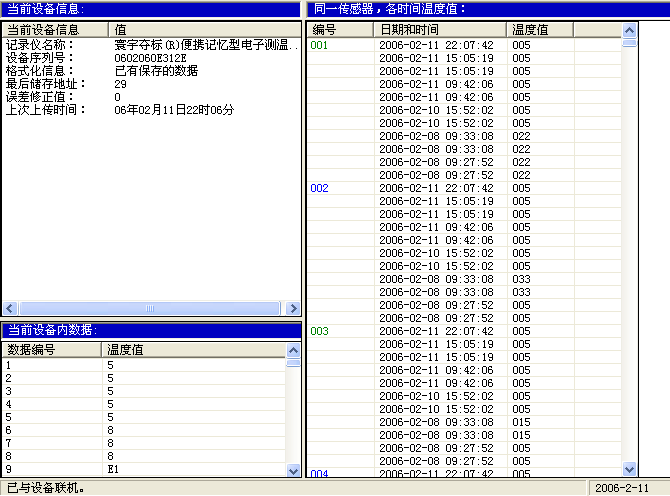 当前设备信息:
当前设备信息 值
记录仪名称： 寰宇夺标(R)便携记忆型电子测温..
设备序列号： 0602060E312E
格式化信息： 已有保存的数据
最后储存地址： 29
误差修正值： 0
上次上传时间： 06年02月11日22时06分
当前设备内数据:
数据编号 温度值
1 5
2 5
3 5
4 5
5 5
6 8
7 8
8 8
9 E1
同一传感器，各时间温度值：
编号 日期和时间 温度值
001 2006-02-11 22:07:42 005
2006-02-11 15:05:19 005
2006-02-11 15:05:19 005
2006-02-11 09:42:06 005
2006-02-11 09:42:06 005
2006-02-10 15:52:02 005
2006-02-10 15:52:02 005
2006-02-08 09:33:08 022
2006-02-08 09:33:08 022
2006-02-08 09:27:52 022
2006-02-08 09:27:52 022
002 2006-02-11 22:07:42 005
2006-02-11 15:05:19 005
2006-02-11 15:05:19 005
2006-02-11 09:42:06 005
2006-02-11 09:42:06 005
2006-02-10 15:52:02 005
2006-02-10 15:52:02 005
2006-02-08 09:33:08 033
2006-02-08 09:33:08 033
2006-02-08 09:27:52 005
2006-02-08 09:27:52 005
003 2006-02-11 22:07:42 005
2006-02-11 15:05:19 005
2006-02-11 15:05:19 005
2006-02-11 09:42:06 005
2006-02-11 09:42:06 005
2006-02-10 15:52:02 005
2006-02-10 15:52:02 005
2006-02-08 09:33:08 015
2006-02-08 09:33:08 015
2006-02-08 09:27:52 005
2006-02-08 09:27:52 005
004 2006-02-11 22:07:42 005
已与设备联机。 2006-2-11